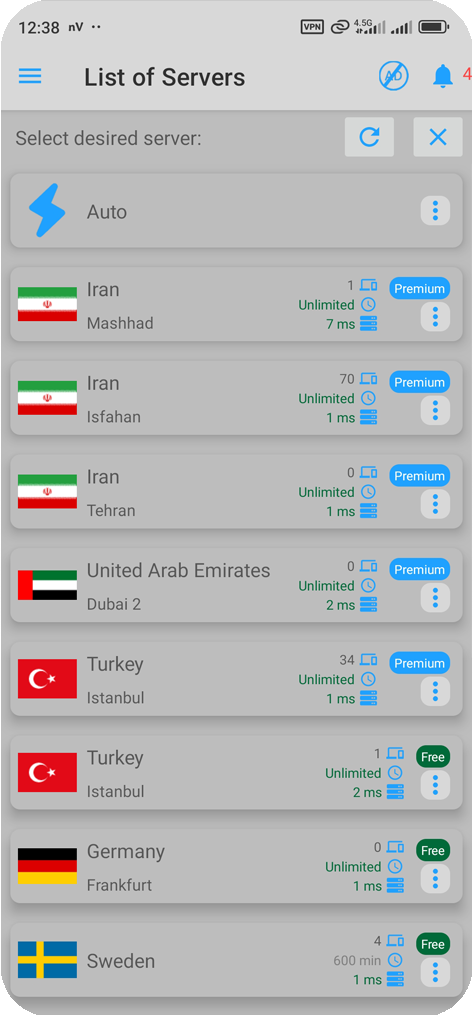 12:38 nV ··
VPN 4.5G
List of Servers
AD
4
Select desired server:
Auto
Iran
1
Premium
Unlimited
Mashhad
7 ms
Iran
70
Premium
Unlimited
Isfahan
1 ms
Iran
0
Premium
Unlimited
Tehran
1 ms
United Arab Emirates
0
Premium
Unlimited
Dubai 2
2 ms
Turkey
34
Premium
Unlimited
Istanbul
1 ms
Turkey
1
Free
Unlimited
Istanbul
2 ms
Germany
0
Free
Unlimited
Frankfurt
1 ms
Sweden
4
Free
600 min
1 ms